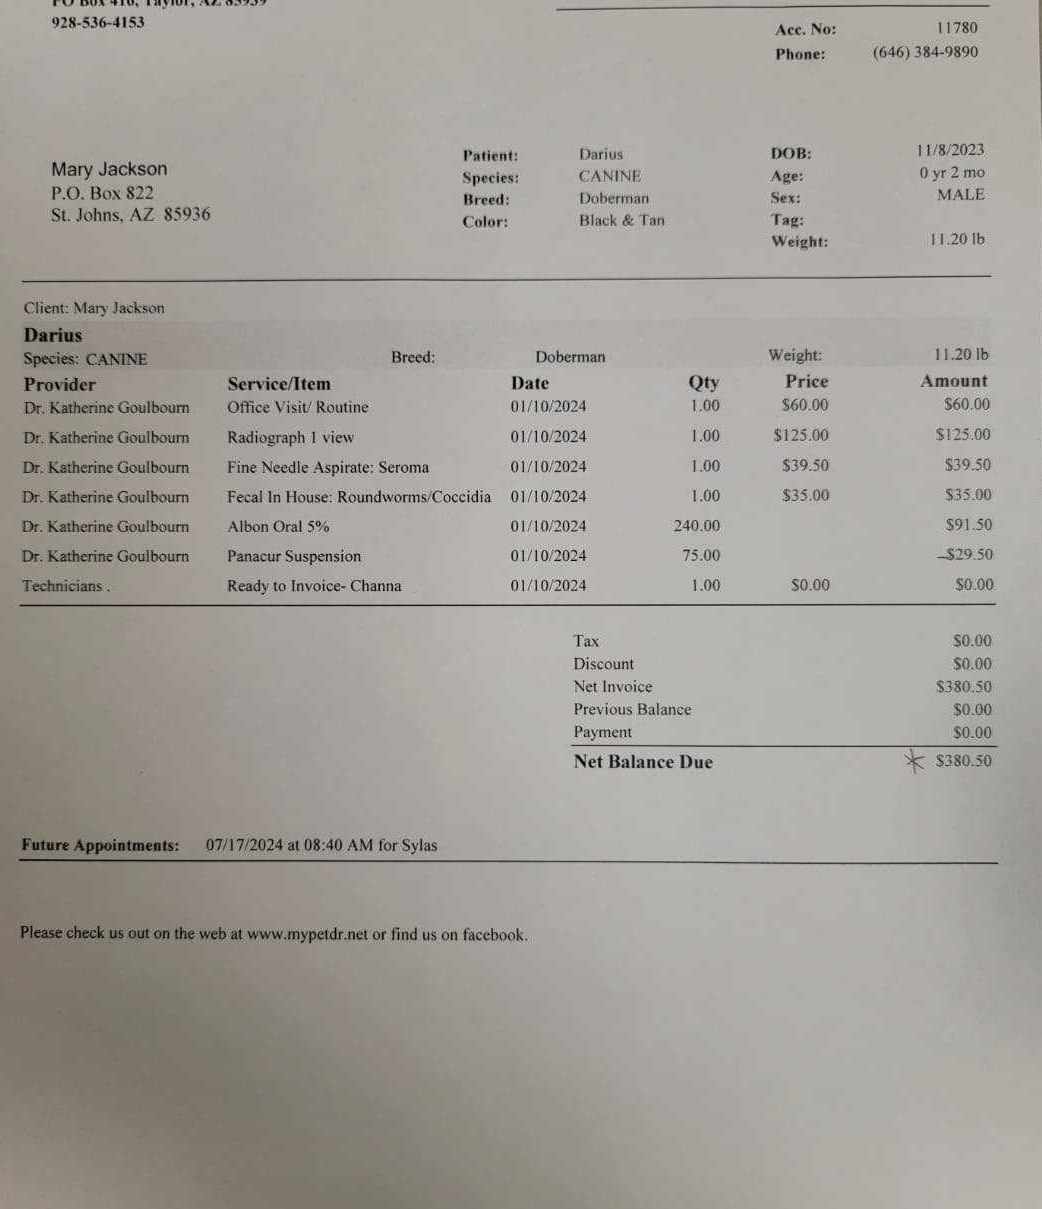 PO Box 416, Taylor, AZ 85939
928-536-4153
Acc. No: 11780
Phone: (646) 384-9890
Mary Jackson
P.O. Box 822
St. Johns, AZ 85936
Patient: Darius
Species: CANINE
Breed: Doberman
Color: Black & Tan
DOB: 11/8/2023
Age: 0 yr 2 mo
Sex: MALE
Tag:
Weight: 11.20 lb
Client: Mary Jackson
Darius
Species: CANINE Breed: Doberman Weight: 11.20 lb
Provider Service/Item Date Qty Price Amount
Dr. Katherine Goulbourn Office Visit/ Routine 01/10/2024 1.00 $60.00 $60.00
Dr. Katherine Goulbourn Radiograph 1 view 01/10/2024 1.00 $125.00 $125.00
Dr. Katherine Goulbourn Fine Needle Aspirate: Seroma 01/10/2024 1.00 $39.50 $39.50
Dr. Katherine Goulbourn Fecal In House: Roundworms/Coccidia 01/10/2024 1.00 $35.00 $35.00
Dr. Katherine Goulbourn Albon Oral 5% 01/10/2024 240.00 $91.50
Dr. Katherine Goulbourn Panacur Suspension 01/10/2024 75.00 $29.50
Technicians . Ready to Invoice- Channa 01/10/2024 1.00 $0.00 $0.00
Tax $0.00
Discount $0.00
Net Invoice $380.50
Previous Balance $0.00
Payment $0.00
Net Balance Due * $380.50
Future Appointments: 07/17/2024 at 08:40 AM for Sylas
Please check us out on the web at www.mypetdr.net or find us on facebook.